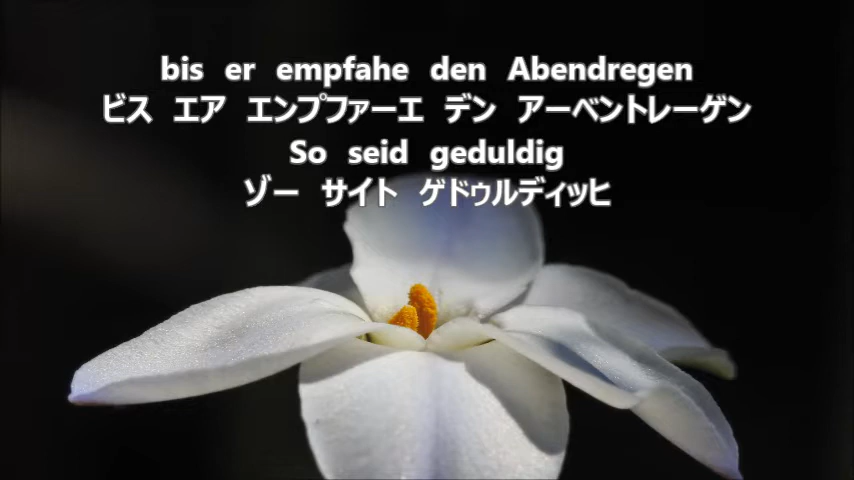 bis er empfahe den Abendregen
ビス エア エンプファーエ デン アーベントレーゲン
So seid geduldig
ゾー サイト ゲドゥルディッヒ